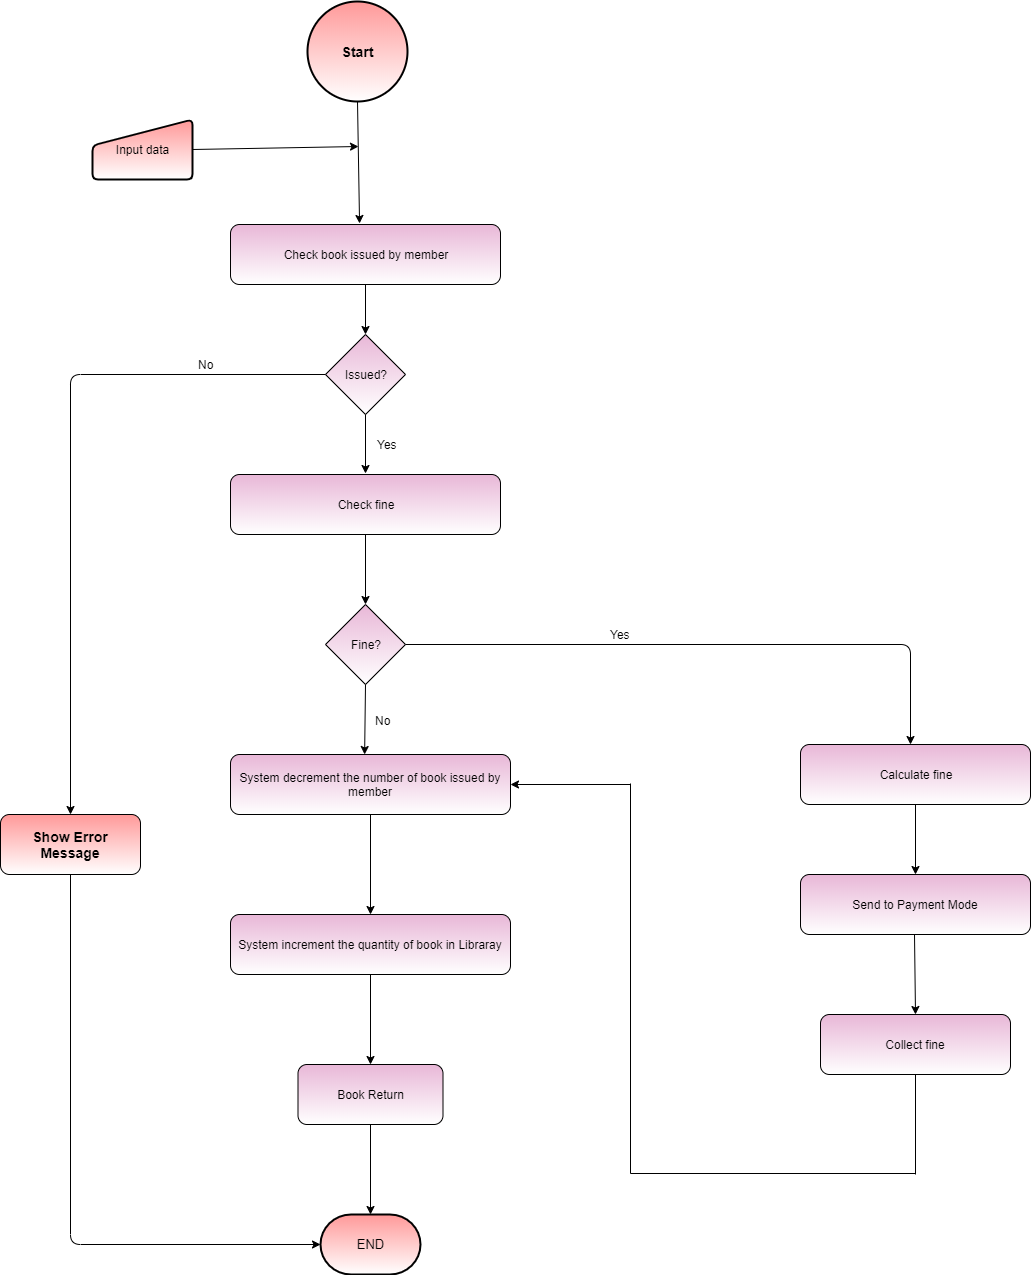 Start
Input data
Check book issued by member
No
Issued?
Yes
Check fine
Yes
Fine?
No
System decrement the number of book issued by
member
Calculate fine
Show Error
Message
Send to Payment Mode
System increment the quantity of book in Libraray
Collect fine
Book Return
END